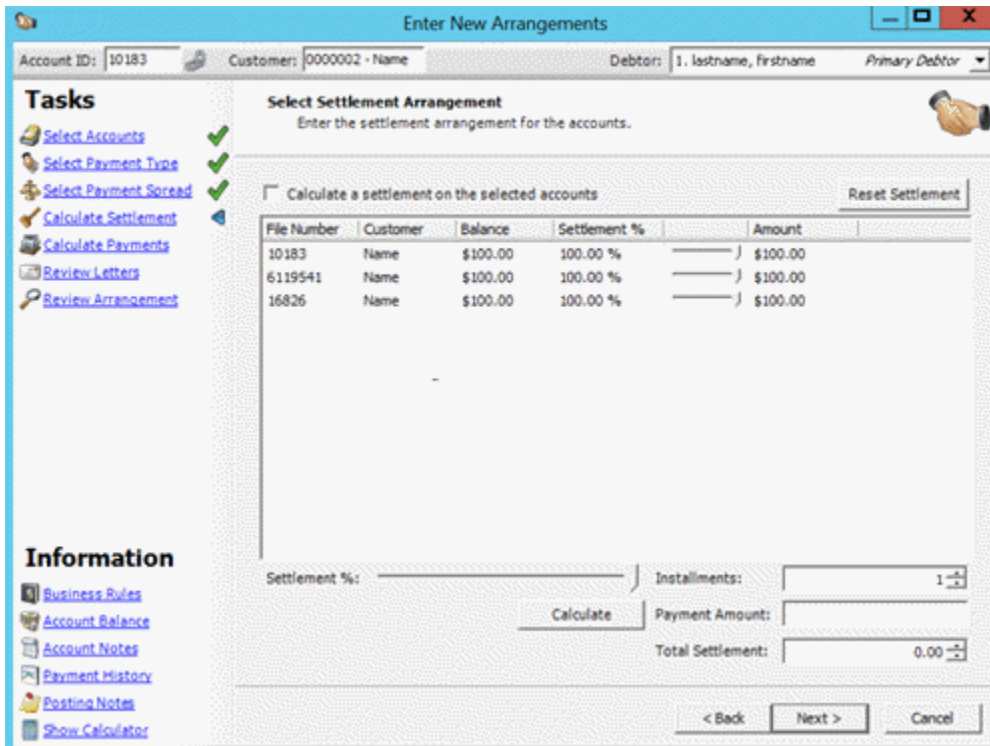 Enter New Arrangements
Account ID: 10183 Customer: 0000002 - Name Debtor: 1. lastname, firstname Primary Debtor
Tasks
Select Accounts
Select Payment Type
Select Payment Spread
Calculate Settlement
Calculate Payments
Review Letters
Review Arrangement
Select Settlement Arrangement
Enter the settlement arrangement for the accounts.
Calculate a settlement on the selected accounts Reset Settlement
File Number Customer Balance Settlement % Amount
10183 Name $100.00 100.00 % $100.00
6119541 Name $100.00 100.00 % $100.00
16826 Name $100.00 100.00 % $100.00
Settlement %: Installments: 1
Calculate Payment Amount:
Total Settlement: 0.00
Information
Business Rules
Account Balance
Account Notes
Payment History
Posting Notes
Show Calculator
< Back Next > Cancel